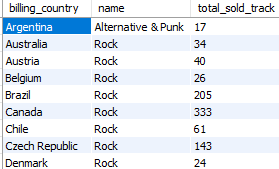 billing_country name total_sold_track
Argentina Alternative & Punk 17
Australia Rock 34
Austria Rock 40
Belgium Rock 26
Brazil Rock 205
Canada Rock 333
Chile Rock 61
Czech Republic Rock 143
Denmark Rock 24